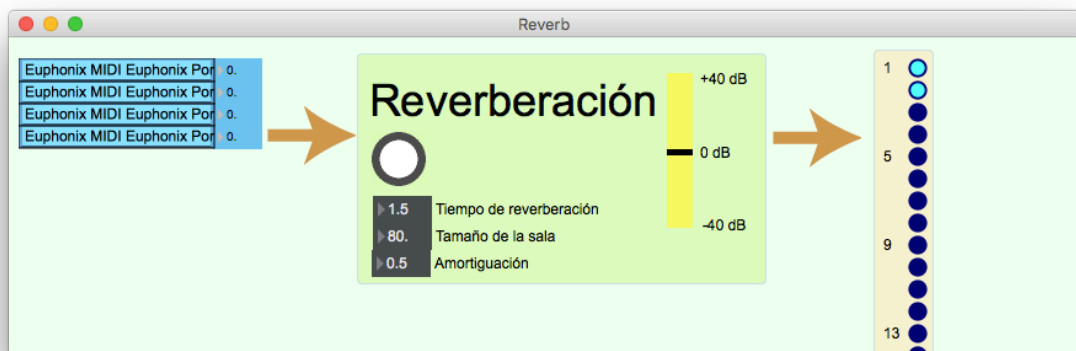 Reverb
Euphonix MIDI Euphonix Por 0.
Euphonix MIDI Euphonix Por 0.
Euphonix MIDI Euphonix Por 0.
Euphonix MIDI Euphonix Por 0.
Reverberación
+40 dB
0 dB
-40 dB
1.5 Tiempo de reverberación
80. Tamaño de la sala
0.5 Amortiguación
1
5
9
13